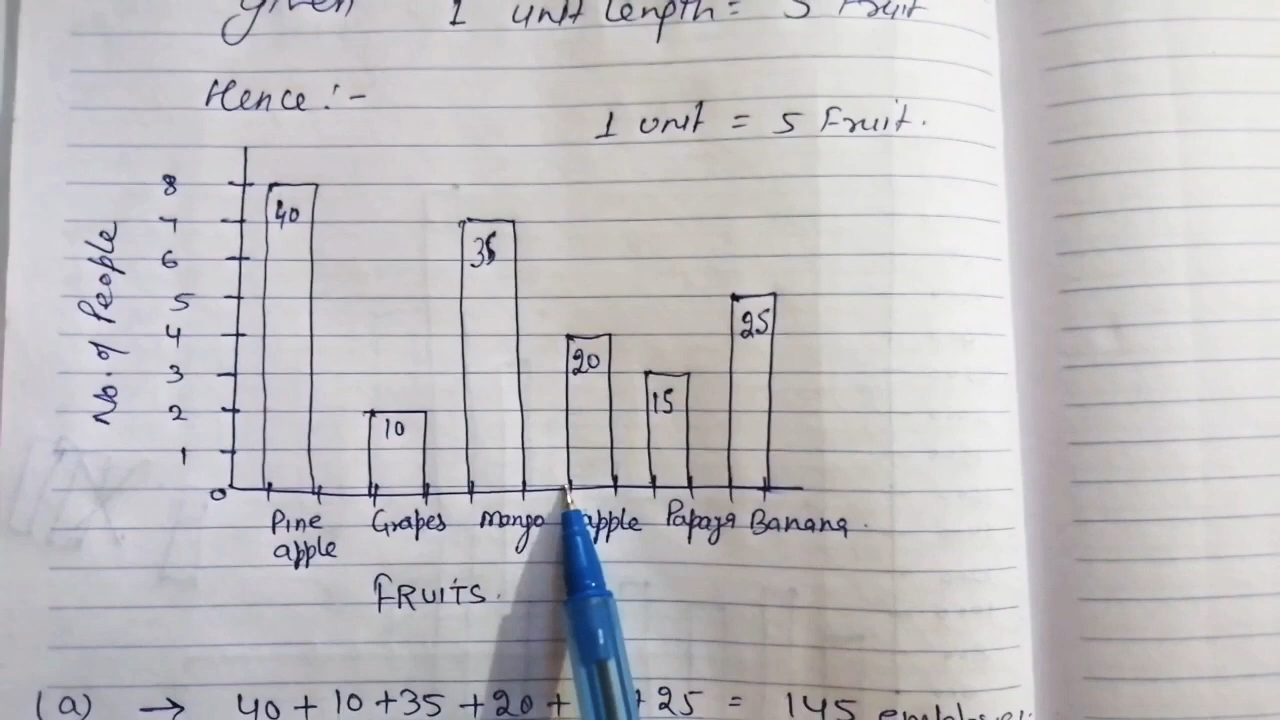 given 1 unit length = 5 Fruit
Hence :-
1 unit = 5 Fruit.
No. of People
8
7
6
5
4
3
2
1
0
40
10
35
20
15
25
Pine apple
Grapes
Mango
apple
Papaya
Banana.
FRUITS.
(a) → 40 + 10 + 35 + 20 + + 25 = 145